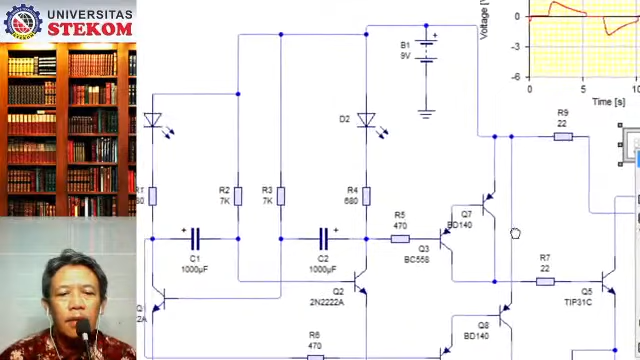 UNIVERSITAS
STEKOM
Voltage [V
0
-3
-6
0
5
10
Time [s]
B1
9V
+
R9
22
D2
R1
R2
7K
R3
7K
R4
680
R5
470
Q7
BD140
+
C1
1000µF
+
C2
1000µF
Q3
BC558
R7
22
Q2
2N2222A
Q5
TIP31C
2A
Q8
BD140
R6
470